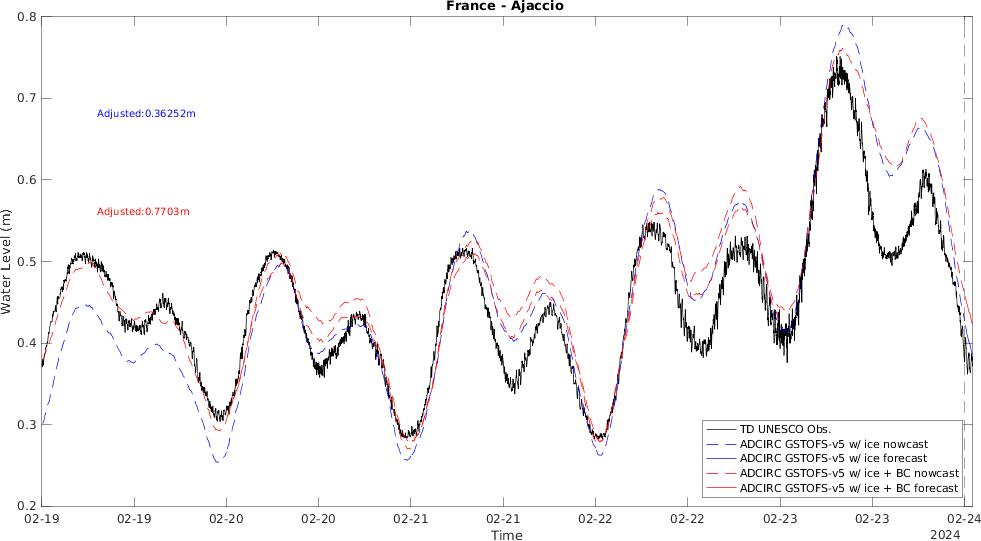 France - Ajaccio
0.8
0.7
0.6
0.5
0.4
0.3
0.2
Water Level (m)
Adjusted:0.36252m
Adjusted:0.7703m
TD UNESCO Obs.
ADCIRC GSTOFS-v5 w/ ice nowcast
ADCIRC GSTOFS-v5 w/ ice forecast
ADCIRC GSTOFS-v5 w/ ice + BC nowcast
ADCIRC GSTOFS-v5 w/ ice + BC forecast
02-19 02-19 02-20 02-20 02-21 02-21 02-22 02-22 02-23 02-23 02-24
Time
2024